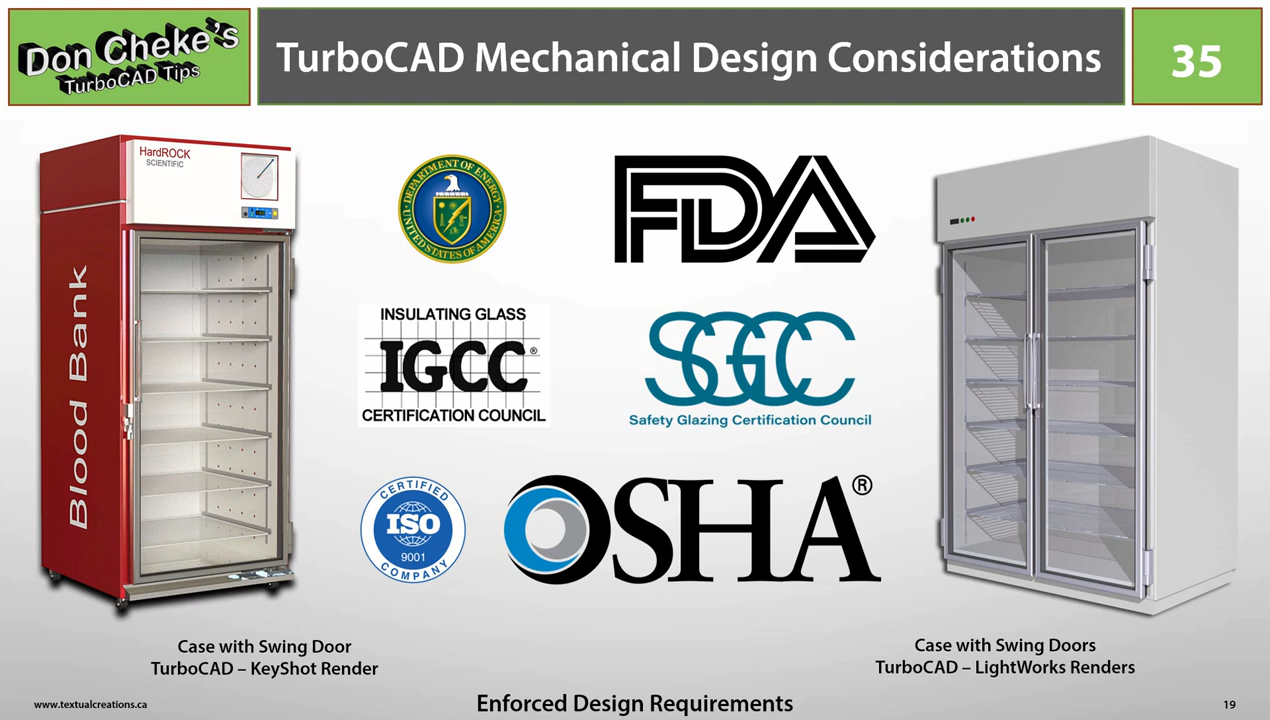 Don Cheke's
TurboCAD Tips
TurboCAD Mechanical Design Considerations
35
HardROCK
SCIENTIFIC
Blood Bank
DEPARTMENT OF ENERGY
UNITED STATES OF AMERICA
FDA
INSULATING GLASS
IGCC®
CERTIFICATION COUNCIL
SGCC
Safety Glazing Certification Council
CERTIFIED
ISO
9001
COMPANY
OSHA®
Case with Swing Door
TurboCAD – KeyShot Render
Case with Swing Doors
TurboCAD – LightWorks Renders
www.textualcreations.ca
Enforced Design Requirements
19